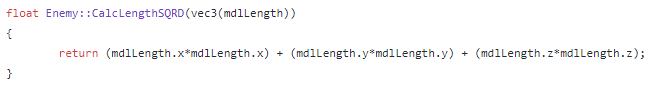 float Enemy::CalcLengthSQRD(vec3(mdlLength))
{
return (mdlLength.x*mdlLength.x) + (mdlLength.y*mdlLength.y) + (mdlLength.z*mdlLength.z);
}